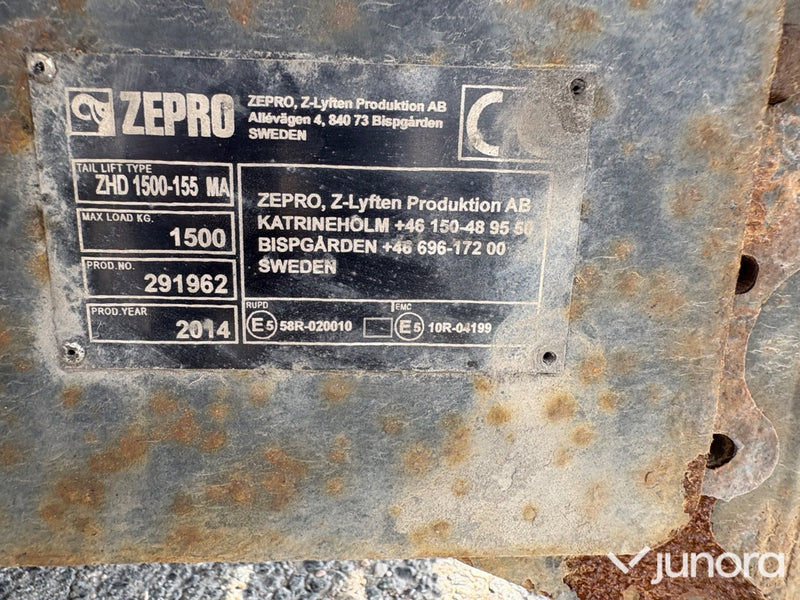 ZEPRO
ZEPRO, Z-Lyften Produktion AB
Allévägen 4, 840 73 Bispgården
SWEDEN
TAIL LIFT TYPE
ZHD 1500-155 MA
MAX LOAD KG.
1500
PROD.NO.
291962
PROD.YEAR
2014
ZEPRO, Z-Lyften Produktion AB
KATRINEHOLM +46 150-48 95 50
BISPGÅRDEN +46 696-172 00
SWEDEN
RUPD
E5 58R-020010
EMC
E5 10R-04199
junora